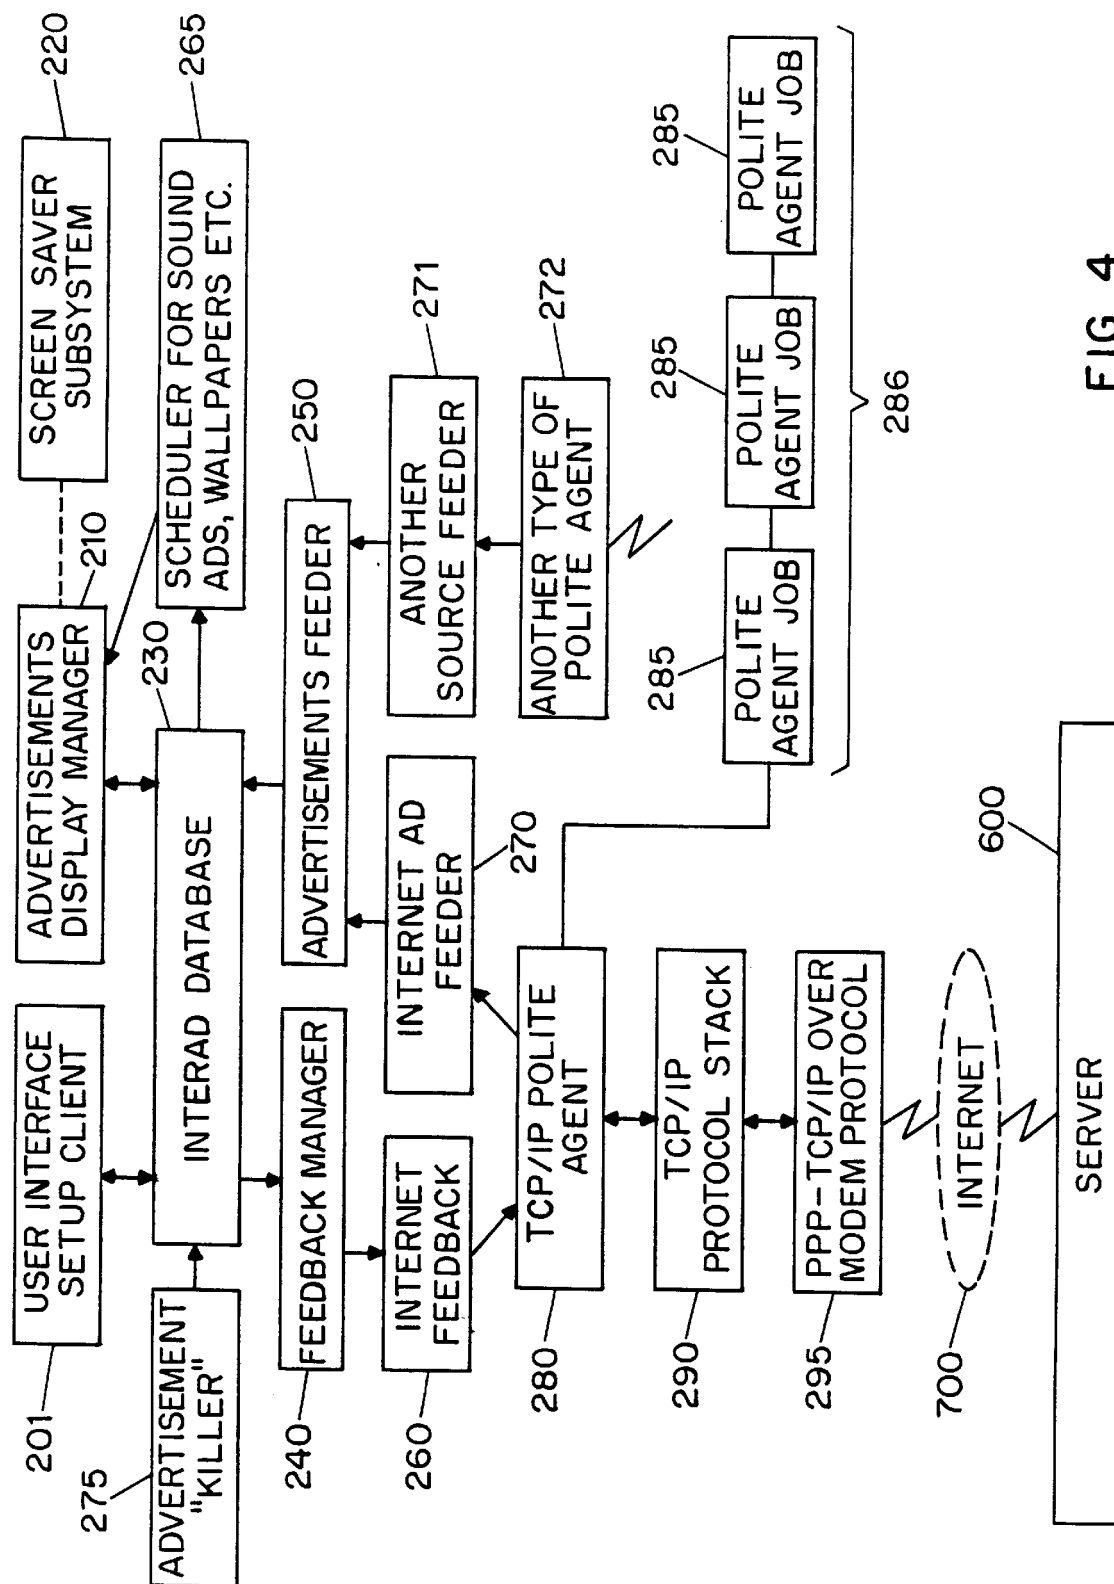 USER INTERFACE
SETUP CLIENT
201
ADVERTISEMENTS
DISPLAY MANAGER
210
SCREEN SAVER
SUBSYSTEM
220
ADVERTISEMENT
"KILLER"
275
INTERAD DATABASE
230
SCHEDULER FOR SOUND
ADS, WALLPAPERS ETC.
265
FEEDBACK MANAGER
240
ADVERTISEMENTS FEEDER
250
INTERNET
FEEDBACK
260
INTERNET AD
FEEDER
270
ANOTHER
SOURCE FEEDER
271
TCP/IP POLITE
AGENT
280
ANOTHER TYPE OF
POLITE AGENT
272
TCP/IP
PROTOCOL STACK
290
POLITE
AGENT JOB
285
POLITE
AGENT JOB
285
POLITE
AGENT JOB
285
286
PPP-TCP/IP OVER
MODEM PROTOCOL
295
INTERNET
700
SERVER
600
FIG. 4